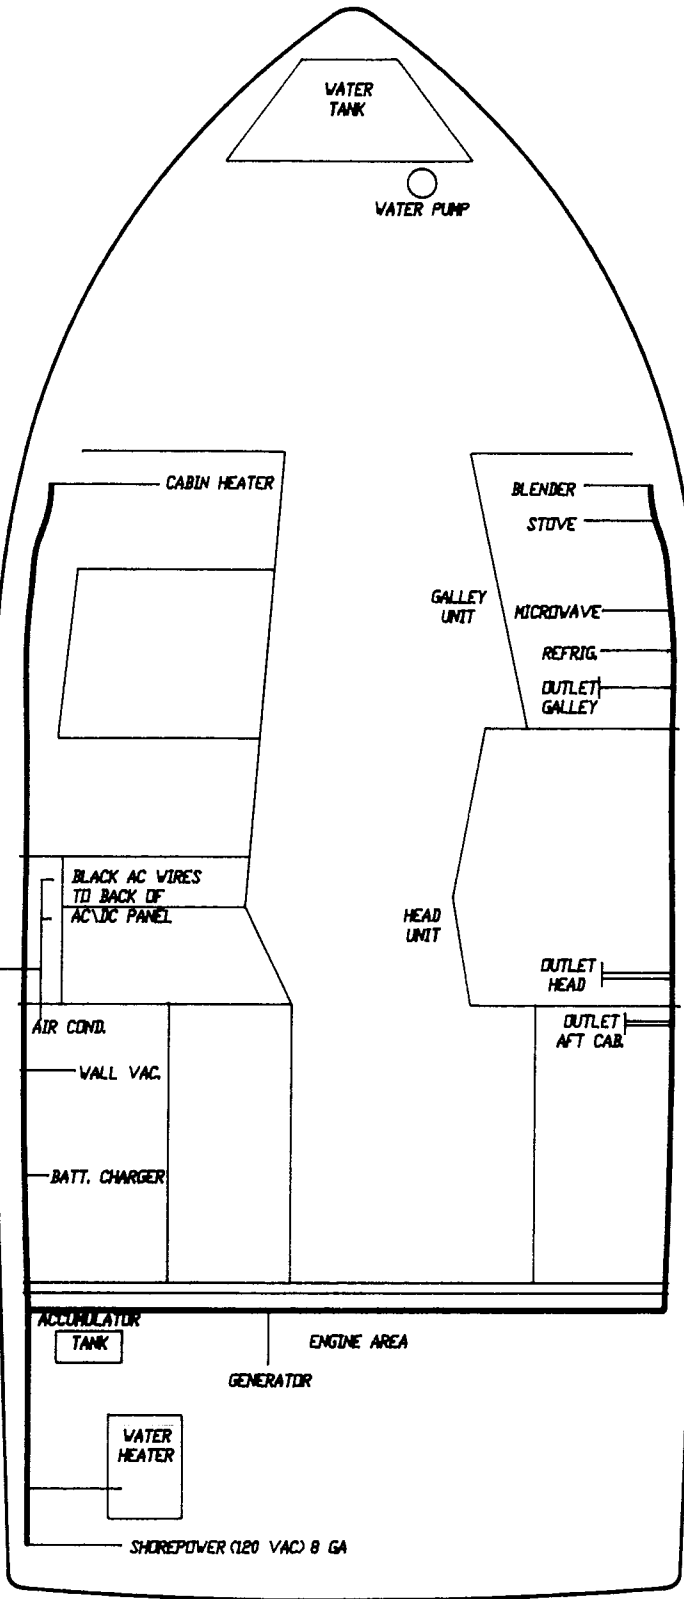 WATER
TANK
WATER PUMP
CABIN HEATER
BLENDER
STOVE
GALLEY
UNIT
MICROWAVE
REFRIG.
OUTLET
GALLEY
BLACK AC WIRES
TO BACK OF
AC\DC PANEL
HEAD
UNIT
OUTLET
HEAD
AIR COND.
OUTLET
AFT CAB.
WALL VAC.
BATT. CHARGER
ACCUMULATOR
TANK
ENGINE AREA
GENERATOR
WATER
HEATER
SHOREPOWER (120 VAC) 8 GA